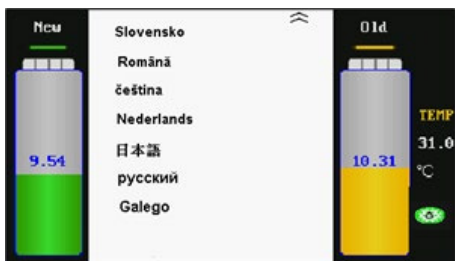 New
9.54
Slovensko
Română
čeština
Nederlands
日本語
русский
Galego
Old
10.31
TEMP
31.0
°C